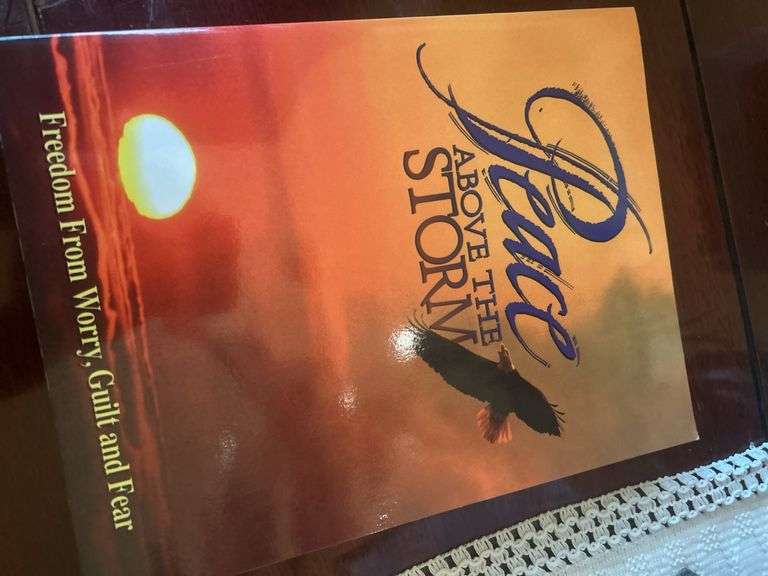 Peace
ABOVE THE
STORM
Freedom From Worry, Guilt and Fear